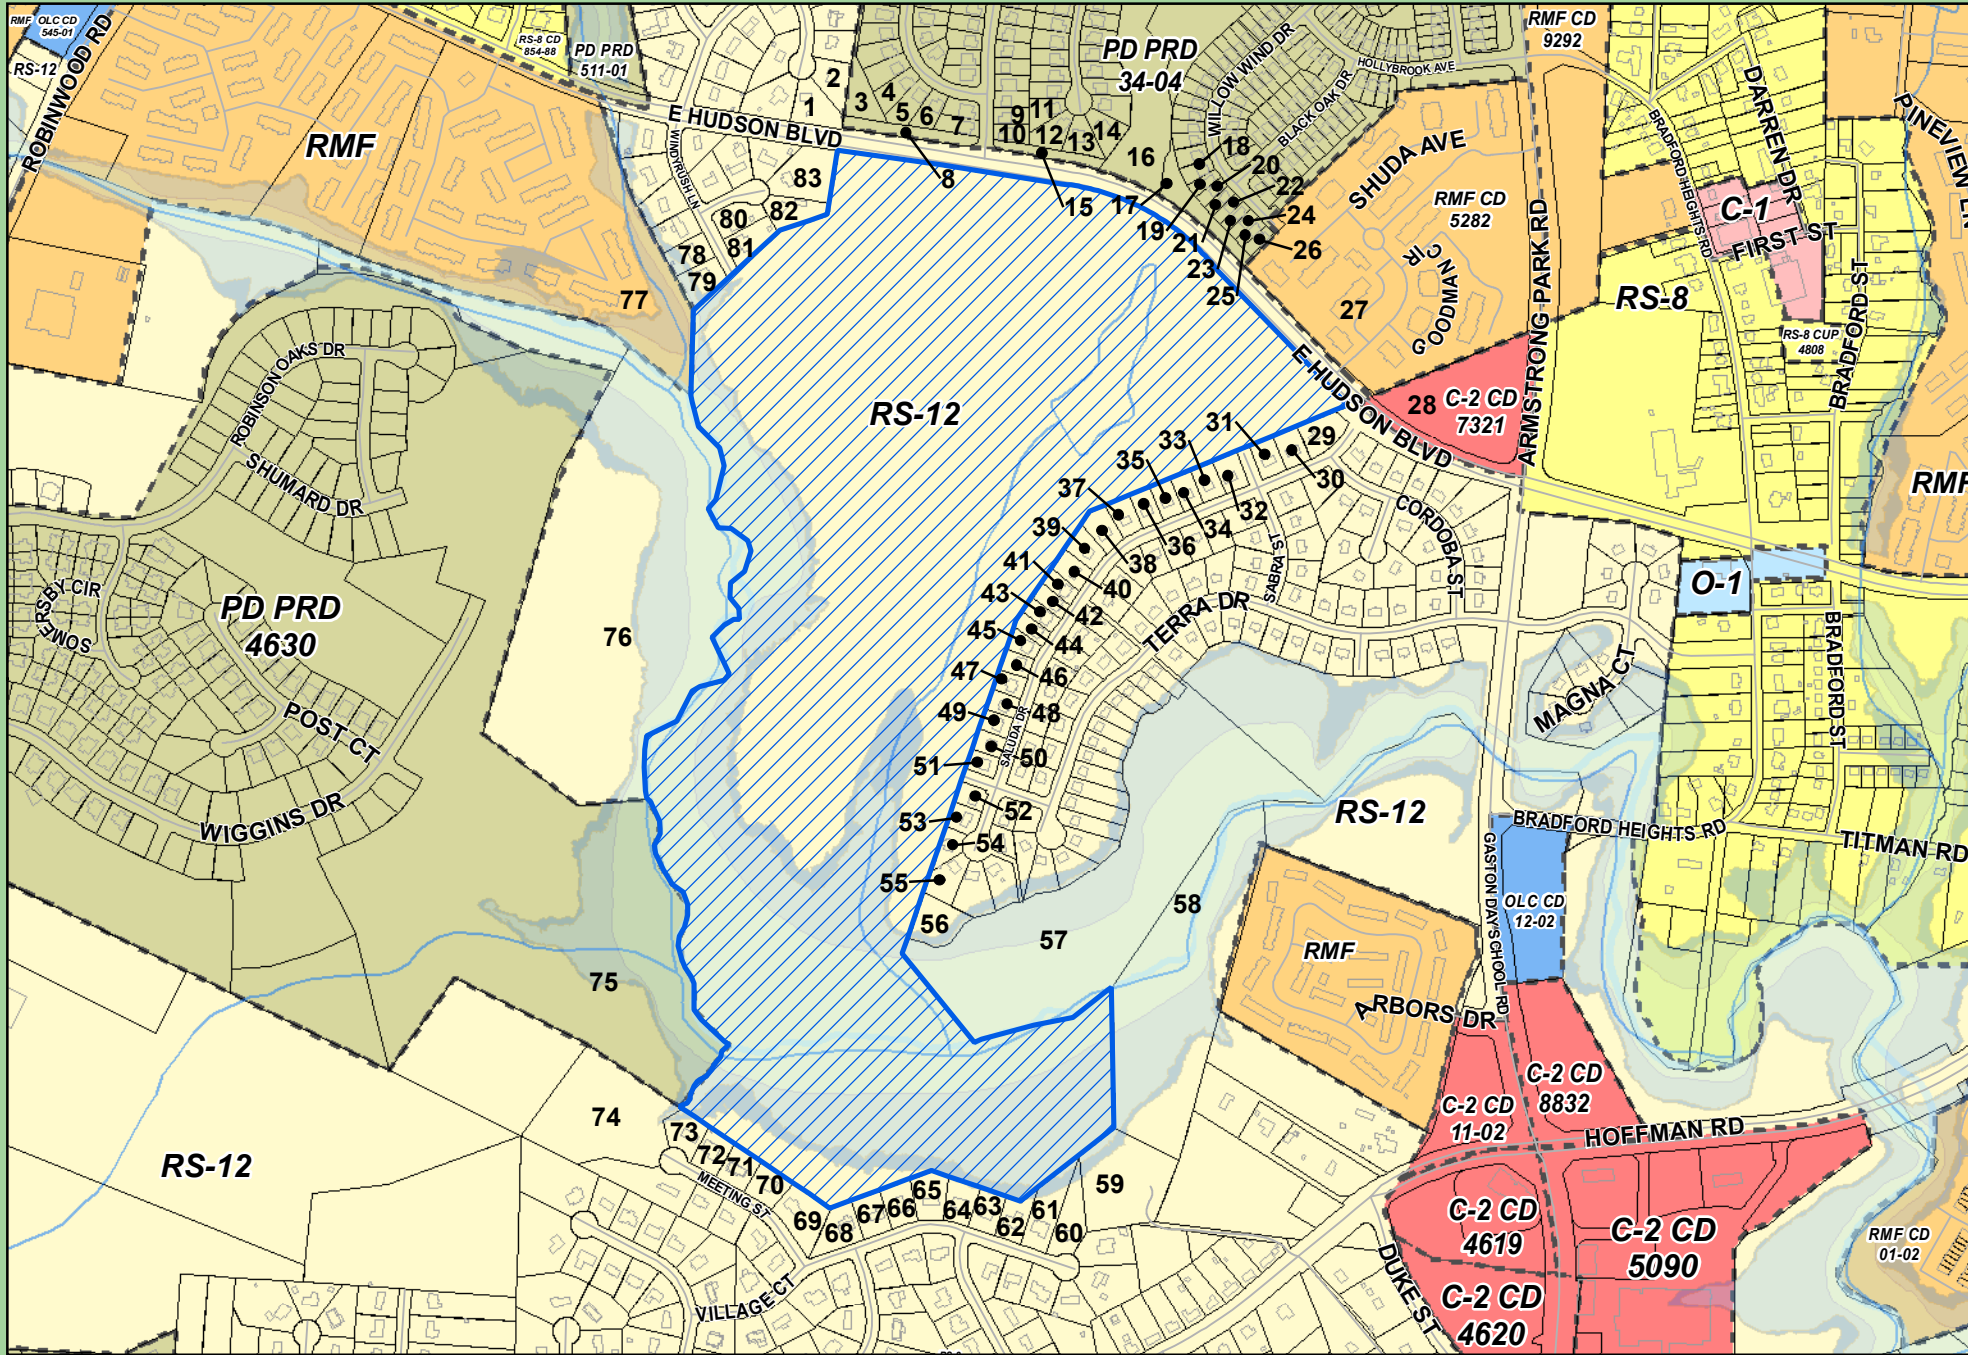 RMF OLC CD
545-01
RS-12
ROBINWOOD RD
RMF
RS-8 CD
854-88
PD PRD
511-01
E HUDSON BLVD
WINDYRUSH LN
PD PRD
34-04
WILLOW WIND DR
BLACK OAK DR
HOLLYBROOK AVE
RMF CD
9292
BRADFORD HEIGHTS RD
DARREN DR
PINEVIEW LN
C-1
FIRST ST
RS-8
RS-8 CUP
4808
BRADFORD ST
SHUDA AVE
RMF CD
5282
GOODMAN CIR
ARMSTRONG PARK RD
1
2
3
4
5
6
7
8
9
10
11
12
13
14
15
16
17
18
19
20
21
22
23
24
25
26
27
28
C-2 CD
7321
E HUDSON BLVD
RS-12
ROBINSON OAKS DR
SHUMARD DR
SOMERSBY CIR
PD PRD
4630
POST CT
WIGGINS DR
29
30
31
32
33
34
35
36
37
38
39
40
41
42
43
44
45
46
47
48
49
50
51
52
53
54
55
56
57
58
CORDOBA ST
SABRA ST
TERRA DR
SALUDA DR
MAGNA CT
O-1
RMF
BRADFORD ST
BRADFORD HEIGHTS RD
TITMAN RD
RS-12
GASTON DAY SCHOOL RD
OLC CD
12-02
RMF
ARBORS DR
C-2 CD
8832
C-2 CD
11-02
HOFFMAN RD
C-2 CD
4619
C-2 CD
5090
C-2 CD
4620
RMF CD
01-02
DUKE ST
VILLAGE CT
MEETING ST
RS-12
59
60
61
62
63
64
65
66
67
68
69
70
71
72
73
74
75
76
77
78
79
80
81
82
83